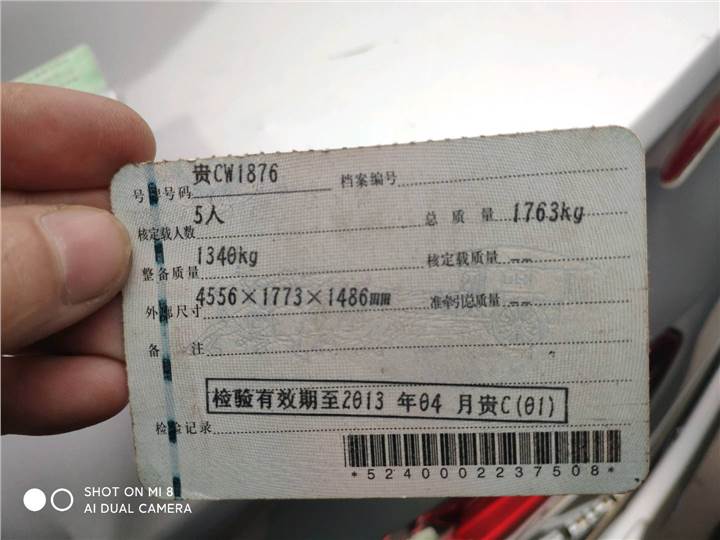 号牌号码 贵CW1876 档案编号
核定载人数 5人 总质量 1763kg
整备质量 1340kg 核定载质量 --
外廓尺寸 4556×1773×1486mm 准牵引总质量 --
备注
检验有效期至2013年04月贵C(01)
检验记录
*5240002237508*
SHOT ON MI 8
AI DUAL CAMERA